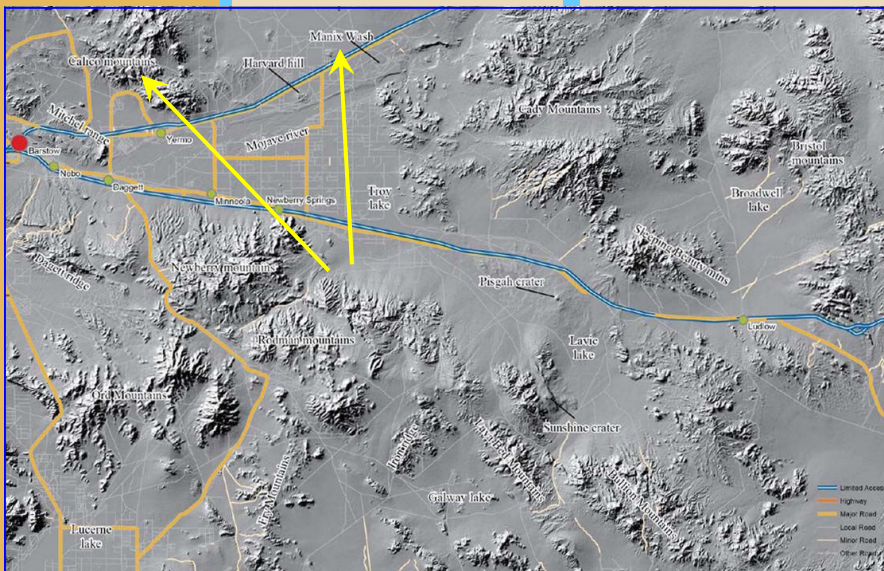 Manix Wash
Calico mountains
Harvard hill
Cady Mountains
Mitchel range
Mojave river
Yermo
Barstow
Bristol
mountains
Nebo
Daggett
Minneola
Newberry Springs
Troy
lake
Broadwell
lake
Newberry mountains
Pisgah crater
Ludlow
Rodman mountains
Lavic
lake
Ord Mountains
Sunshine crater
Galway lake
Lucerne
lake
Limited Access
Highway
Major Road
Local Road
Minor Road
Other Road